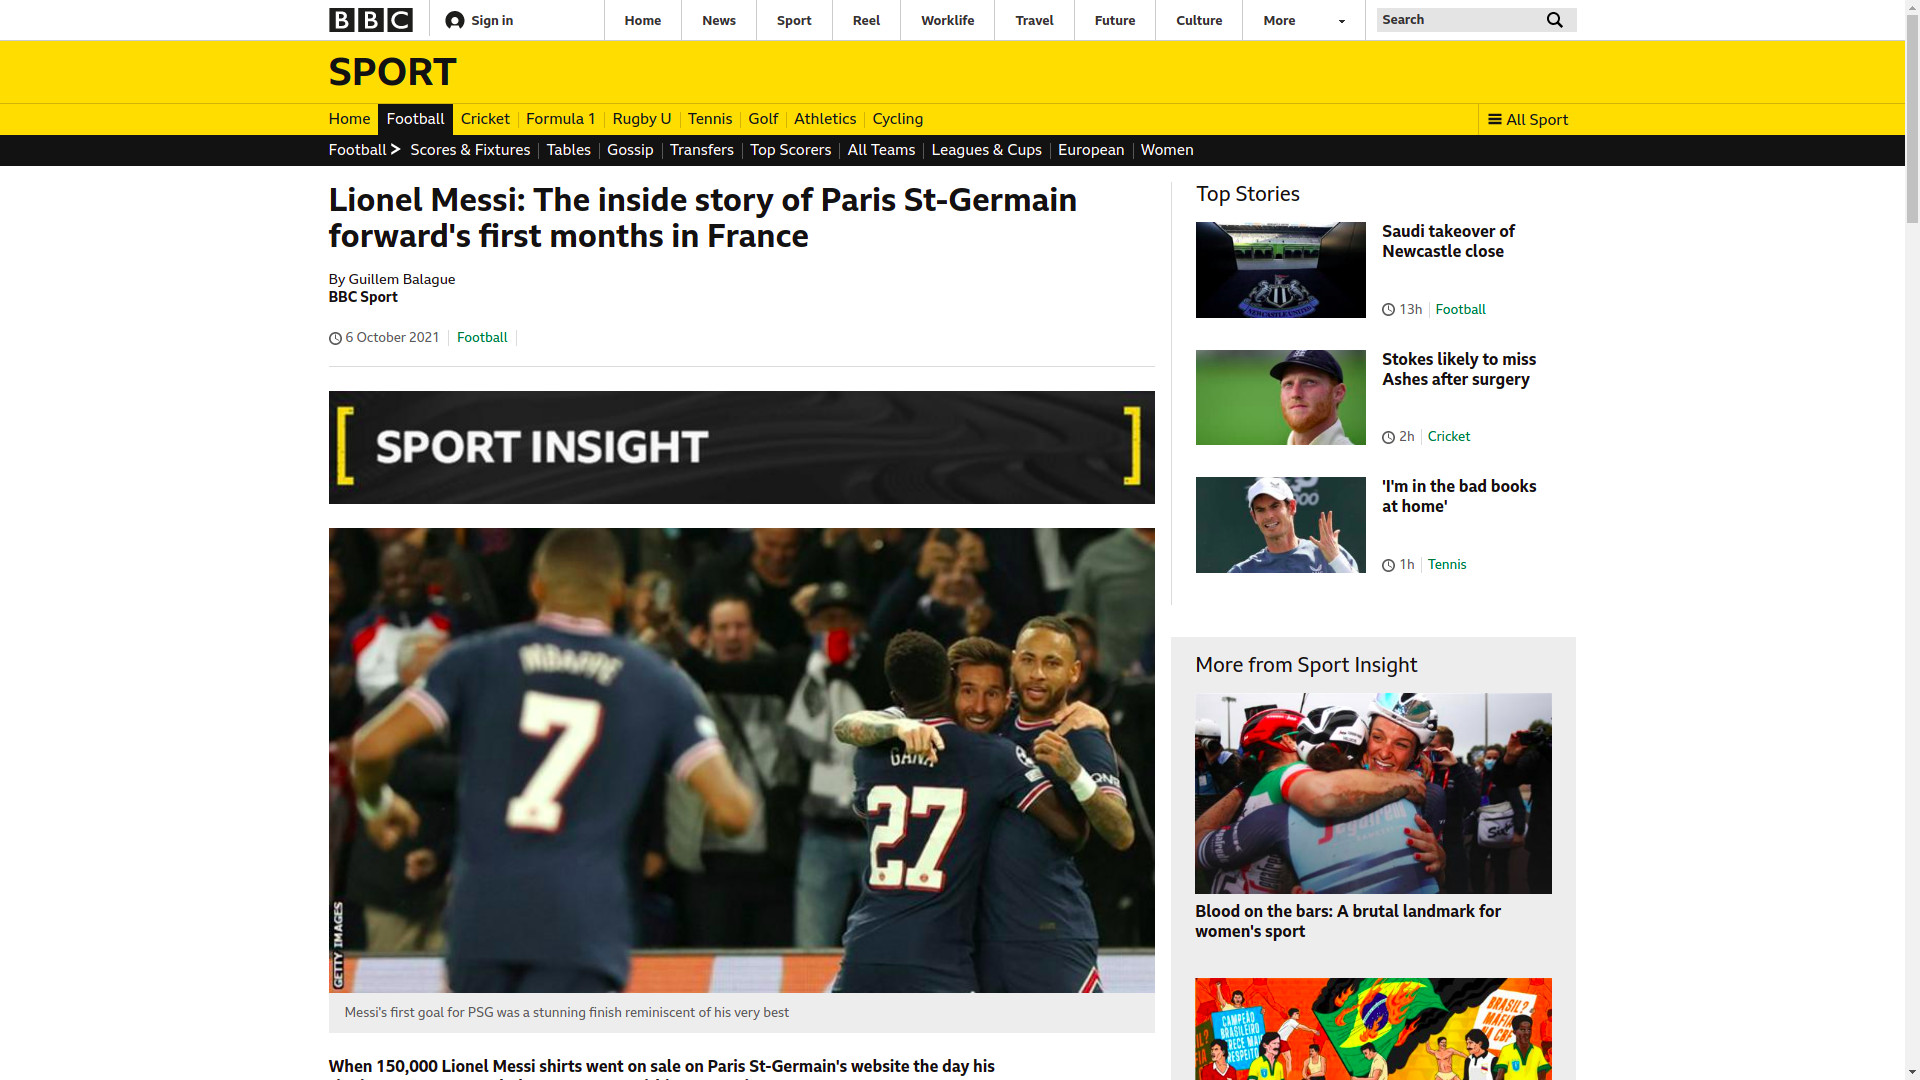 BBC
Sign in
Home
News
Sport
Reel
Worklife
Travel
Future
Culture
More
Search
SPORT
Home
Football
Cricket
Formula 1
Rugby U
Tennis
Golf
Athletics
Cycling
All Sport
Football
Scores & Fixtures
Tables
Gossip
Transfers
Top Scorers
All Teams
Leagues & Cups
European
Women
Lionel Messi: The inside story of Paris St-Germain
forward's first months in France
By Guillem Balague
BBC Sport
6 October 2021
Football
[ SPORT INSIGHT ]
MBAPPE
7
GANA
27
GETTY IMAGES
Messi's first goal for PSG was a stunning finish reminiscent of his very best
When 150,000 Lionel Messi shirts went on sale on Paris St-Germain's website the day his
Top Stories
Saudi takeover of
Newcastle close
NEWCASTLE UNITED
13h
Football
Stokes likely to miss
Ashes after surgery
2h
Cricket
'I'm in the bad books
at home'
1h
Tennis
More from Sport Insight
Blood on the bars: A brutal landmark for
women's sport
CAMPEÃO
BRASILEIRO
BRASIL?
MAFIA